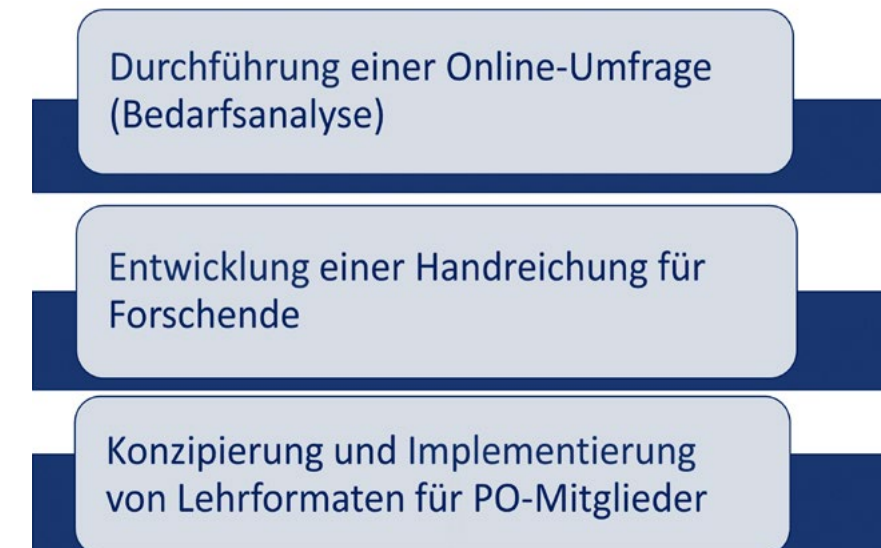 Durchführung einer Online-Umfrage
(Bedarfsanalyse)
Entwicklung einer Handreichung für
Forschende
Konzipierung und Implementierung
von Lehrformaten für PO-Mitglieder